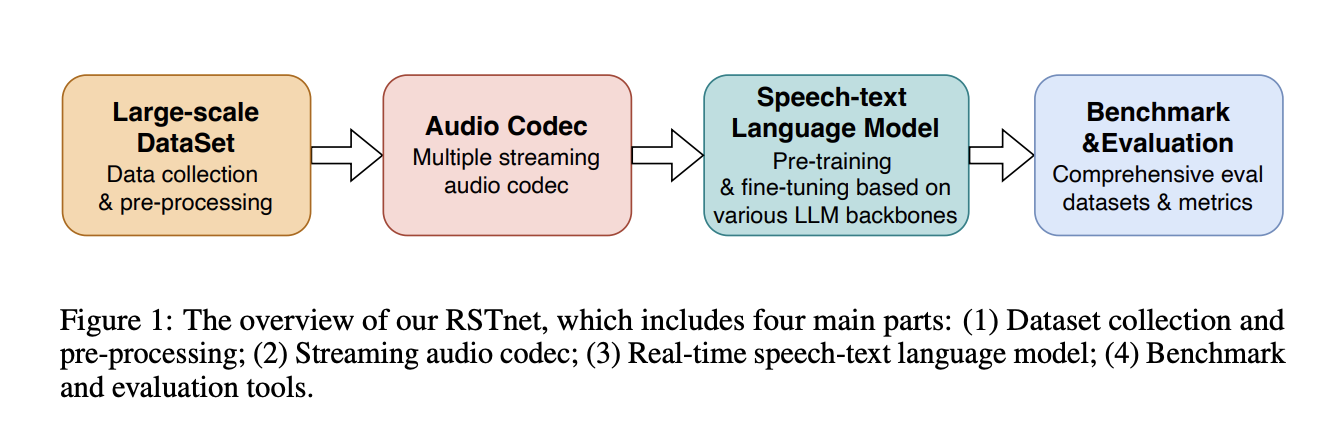 Large-scale
DataSet
Data collection
& pre-processing
Audio Codec
Multiple streaming
audio codec
Speech-text
Language Model
Pre-training
& fine-tuning based on
various LLM backbones
Benchmark
&Evaluation
Comprehensive eval
datasets & metrics
Figure 1: The overview of our RSTnet, which includes four main parts: (1) Dataset collection and
pre-processing; (2) Streaming audio codec; (3) Real-time speech-text language model; (4) Benchmark
and evaluation tools.